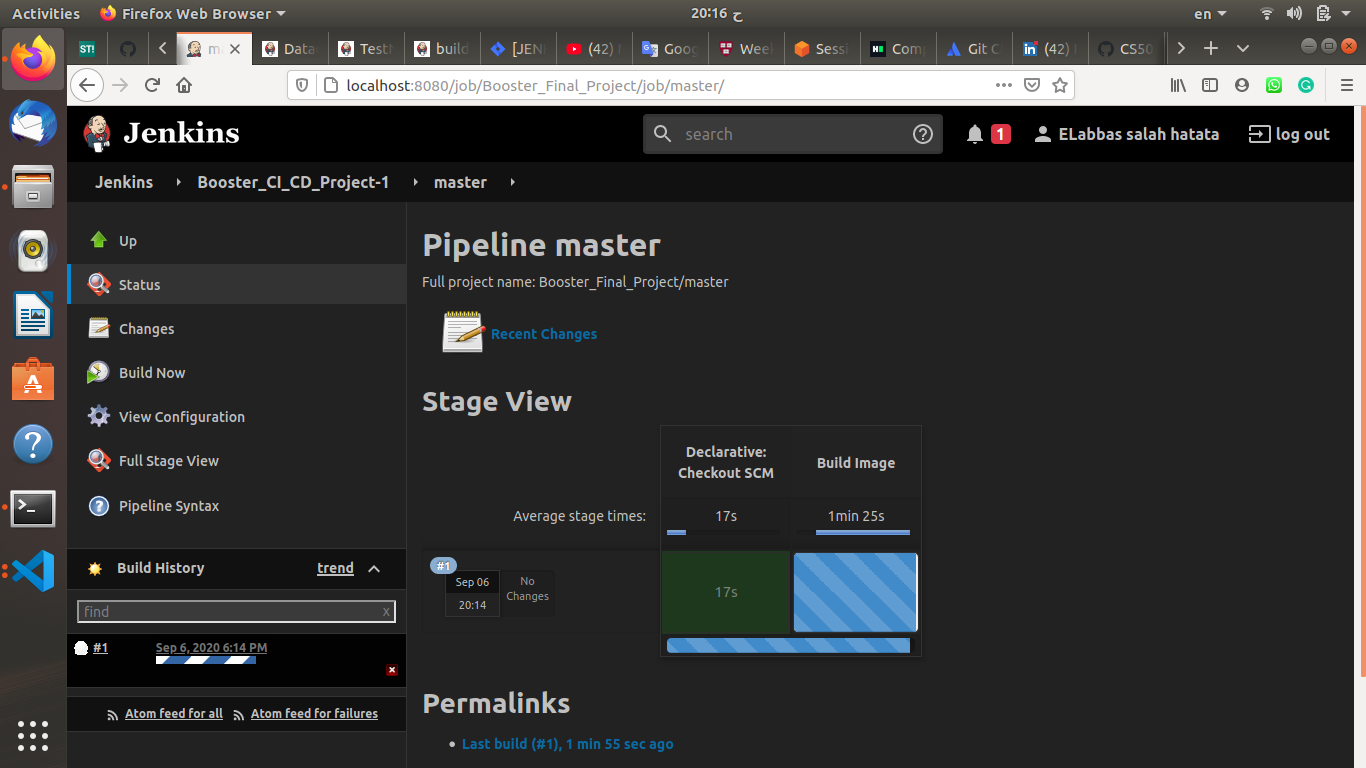 Activities Firefox Web Browser 20:16 ح en
ST! m Data Testh build [JEN (42) Goog Week Sessi Comp Git C (42) CS50
localhost:8080/job/Booster_Final_Project/job/master/
Jenkins search 1 ELabbas salah hatata log out
Jenkins Booster_CI_CD_Project-1 master
Up
Status
Changes
Build Now
View Configuration
Full Stage View
Pipeline Syntax
Build History trend
find x
#1 Sep 6, 2020 6:14 PM
Atom feed for all Atom feed for failures
Pipeline master
Full project name: Booster_Final_Project/master
Recent Changes
Stage View
Declarative:
Checkout SCM
Build Image
Average stage times: 17s 1min 25s
#1
Sep 06
20:14
No
Changes
17s
Permalinks
Last build (#1), 1 min 55 sec ago